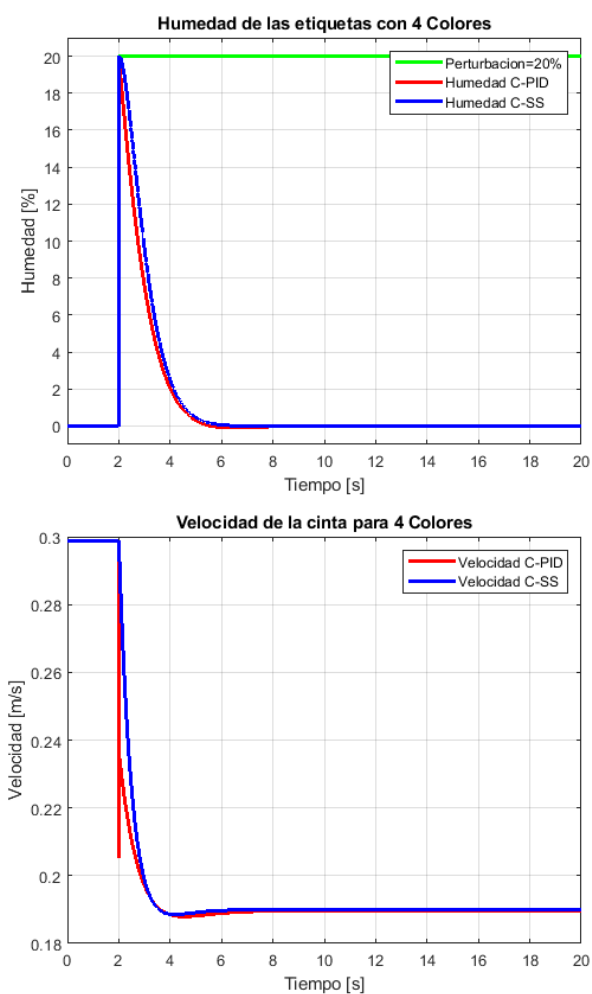 Humedad de las etiquetas con 4 Colores
20
18
16
14
12
10
8
6
4
2
0
Humedad [%]
Perturbacion=20%
Humedad C-PID
Humedad C-SS
0 2 4 6 8 10 12 14 16 18 20
Tiempo [s]
Velocidad de la cinta para 4 Colores
0.3
0.28
0.26
0.24
0.22
0.2
0.18
Velocidad [m/s]
Velocidad C-PID
Velocidad C-SS
0 2 4 6 8 10 12 14 16 18 20
Tiempo [s]